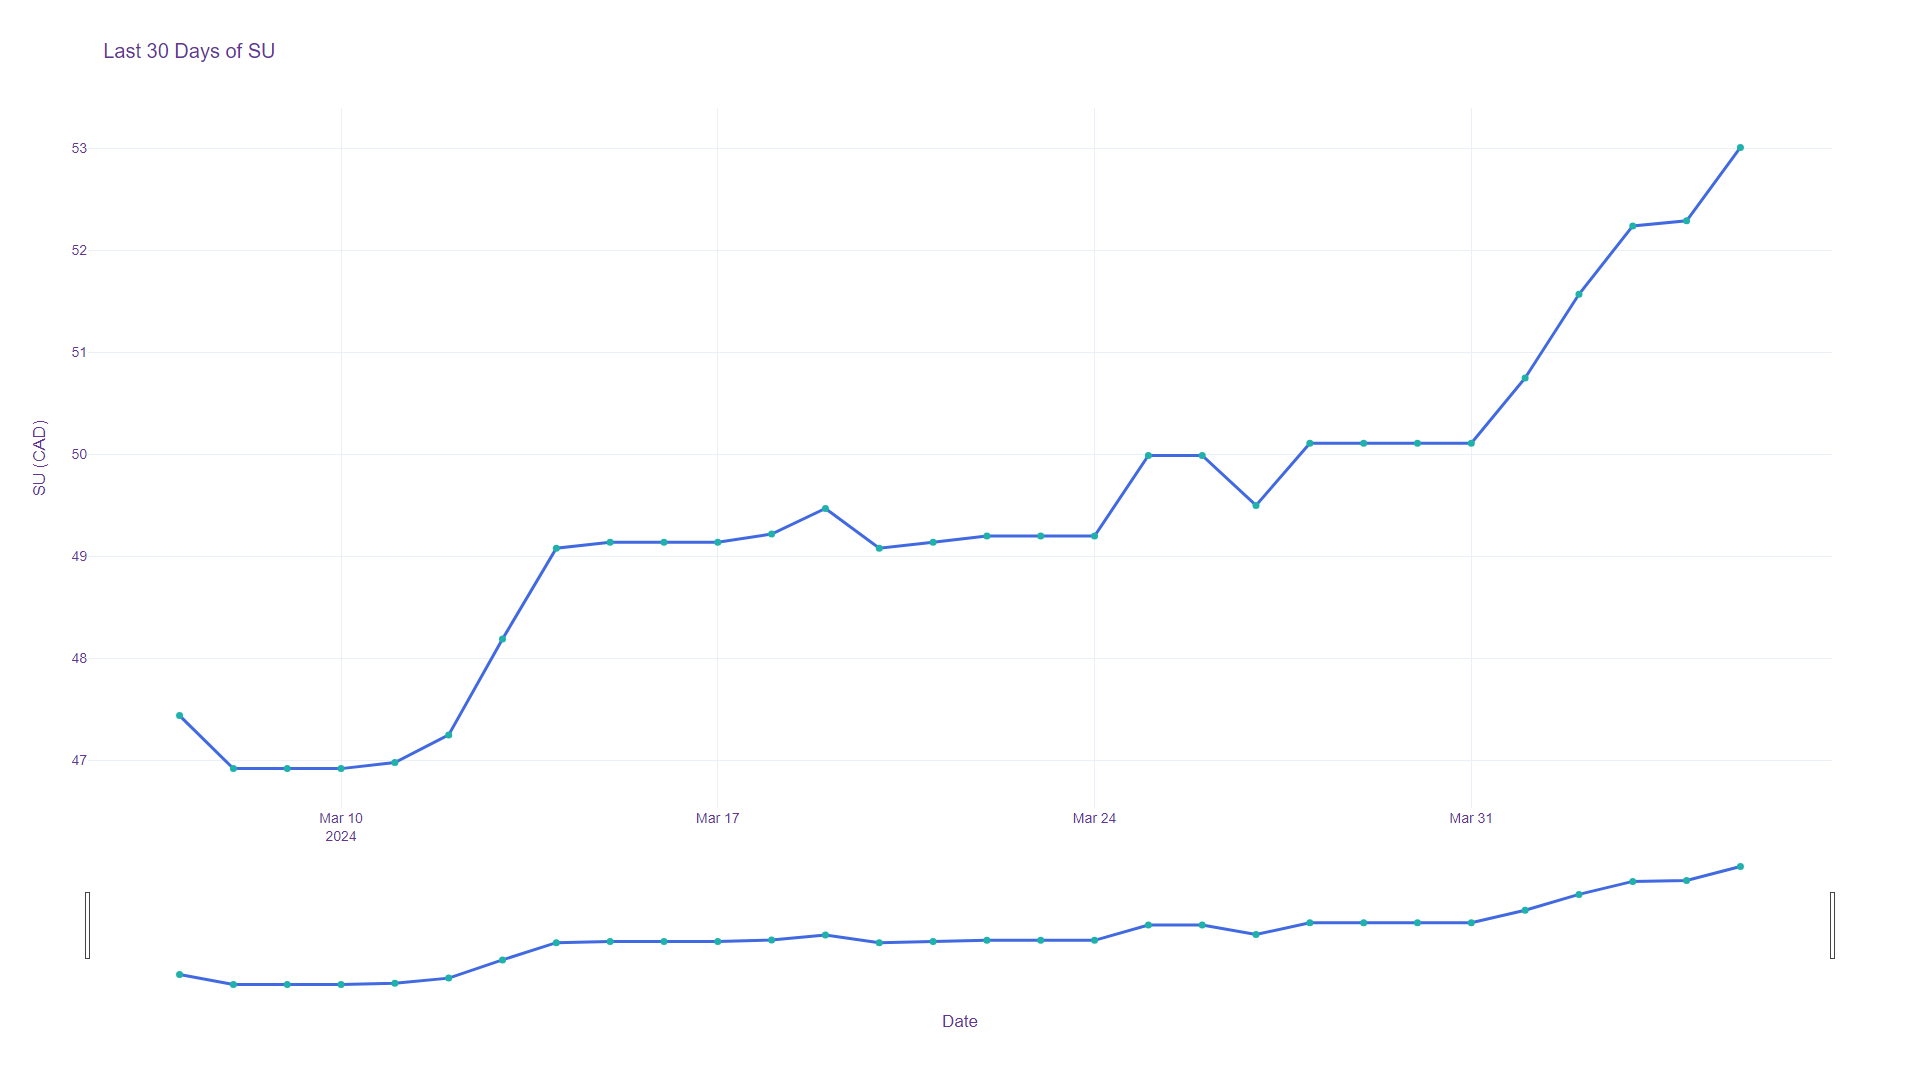 Last 30 Days of SU
53
52
51
50
49
48
47
SU (CAD)
Mar 10
2024
Mar 17
Mar 24
Mar 31
Date